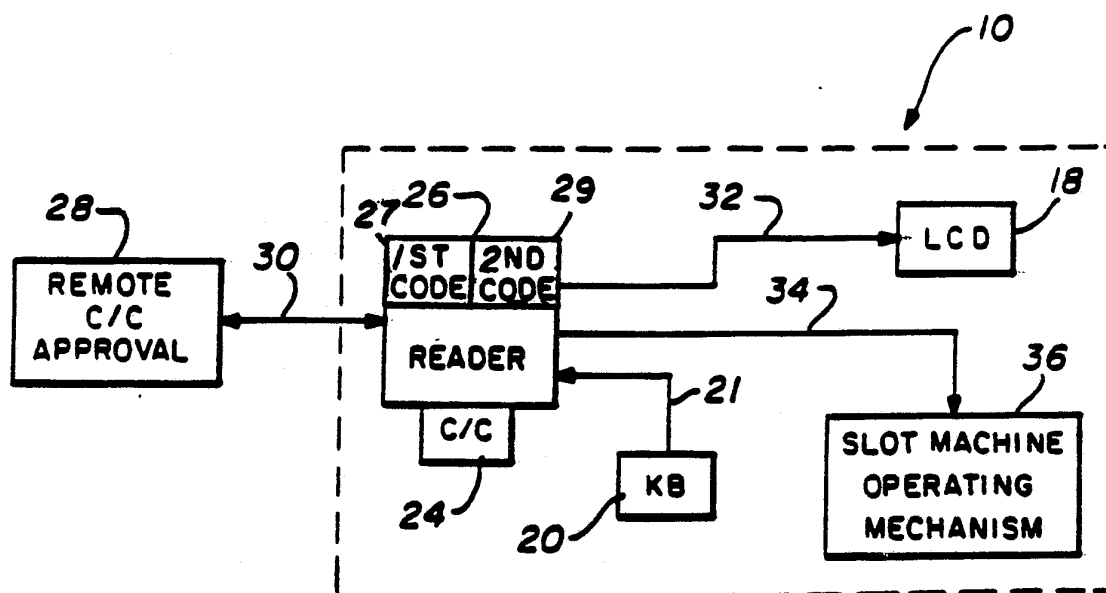 10
28
30
REMOTE
C/C
APPROVAL
27
26
29
1ST
CODE
2ND
CODE
READER
C/C
24
32
18
LCD
34
21
KB
20
36
SLOT MACHINE
OPERATING
MECHANISM